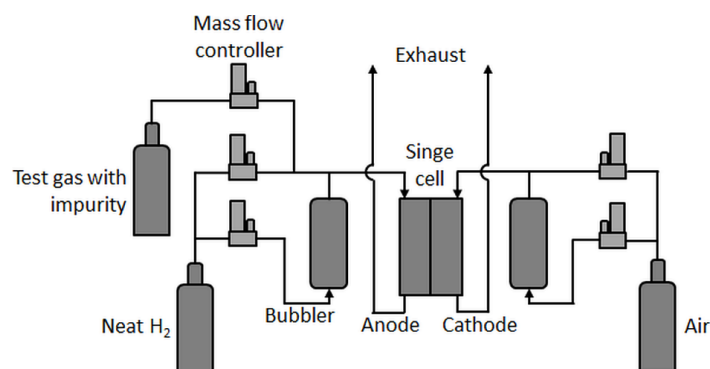 Mass flow
controller
Exhaust
Singe
cell
Test gas with
impurity
Bubbler
Anode
Cathode
Neat H₂
Air